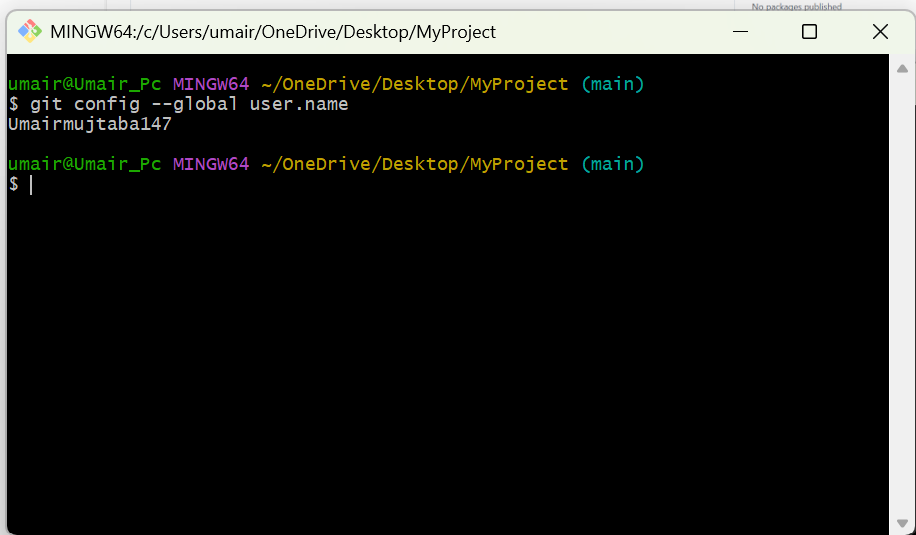 No packages published
MINGW64:/c/Users/umair/OneDrive/Desktop/MyProject
umair@Umair_Pc MINGW64 ~/OneDrive/Desktop/MyProject (main)
$ git config --global user.name
Umairmujtaba147
umair@Umair_Pc MINGW64 ~/OneDrive/Desktop/MyProject (main)
$